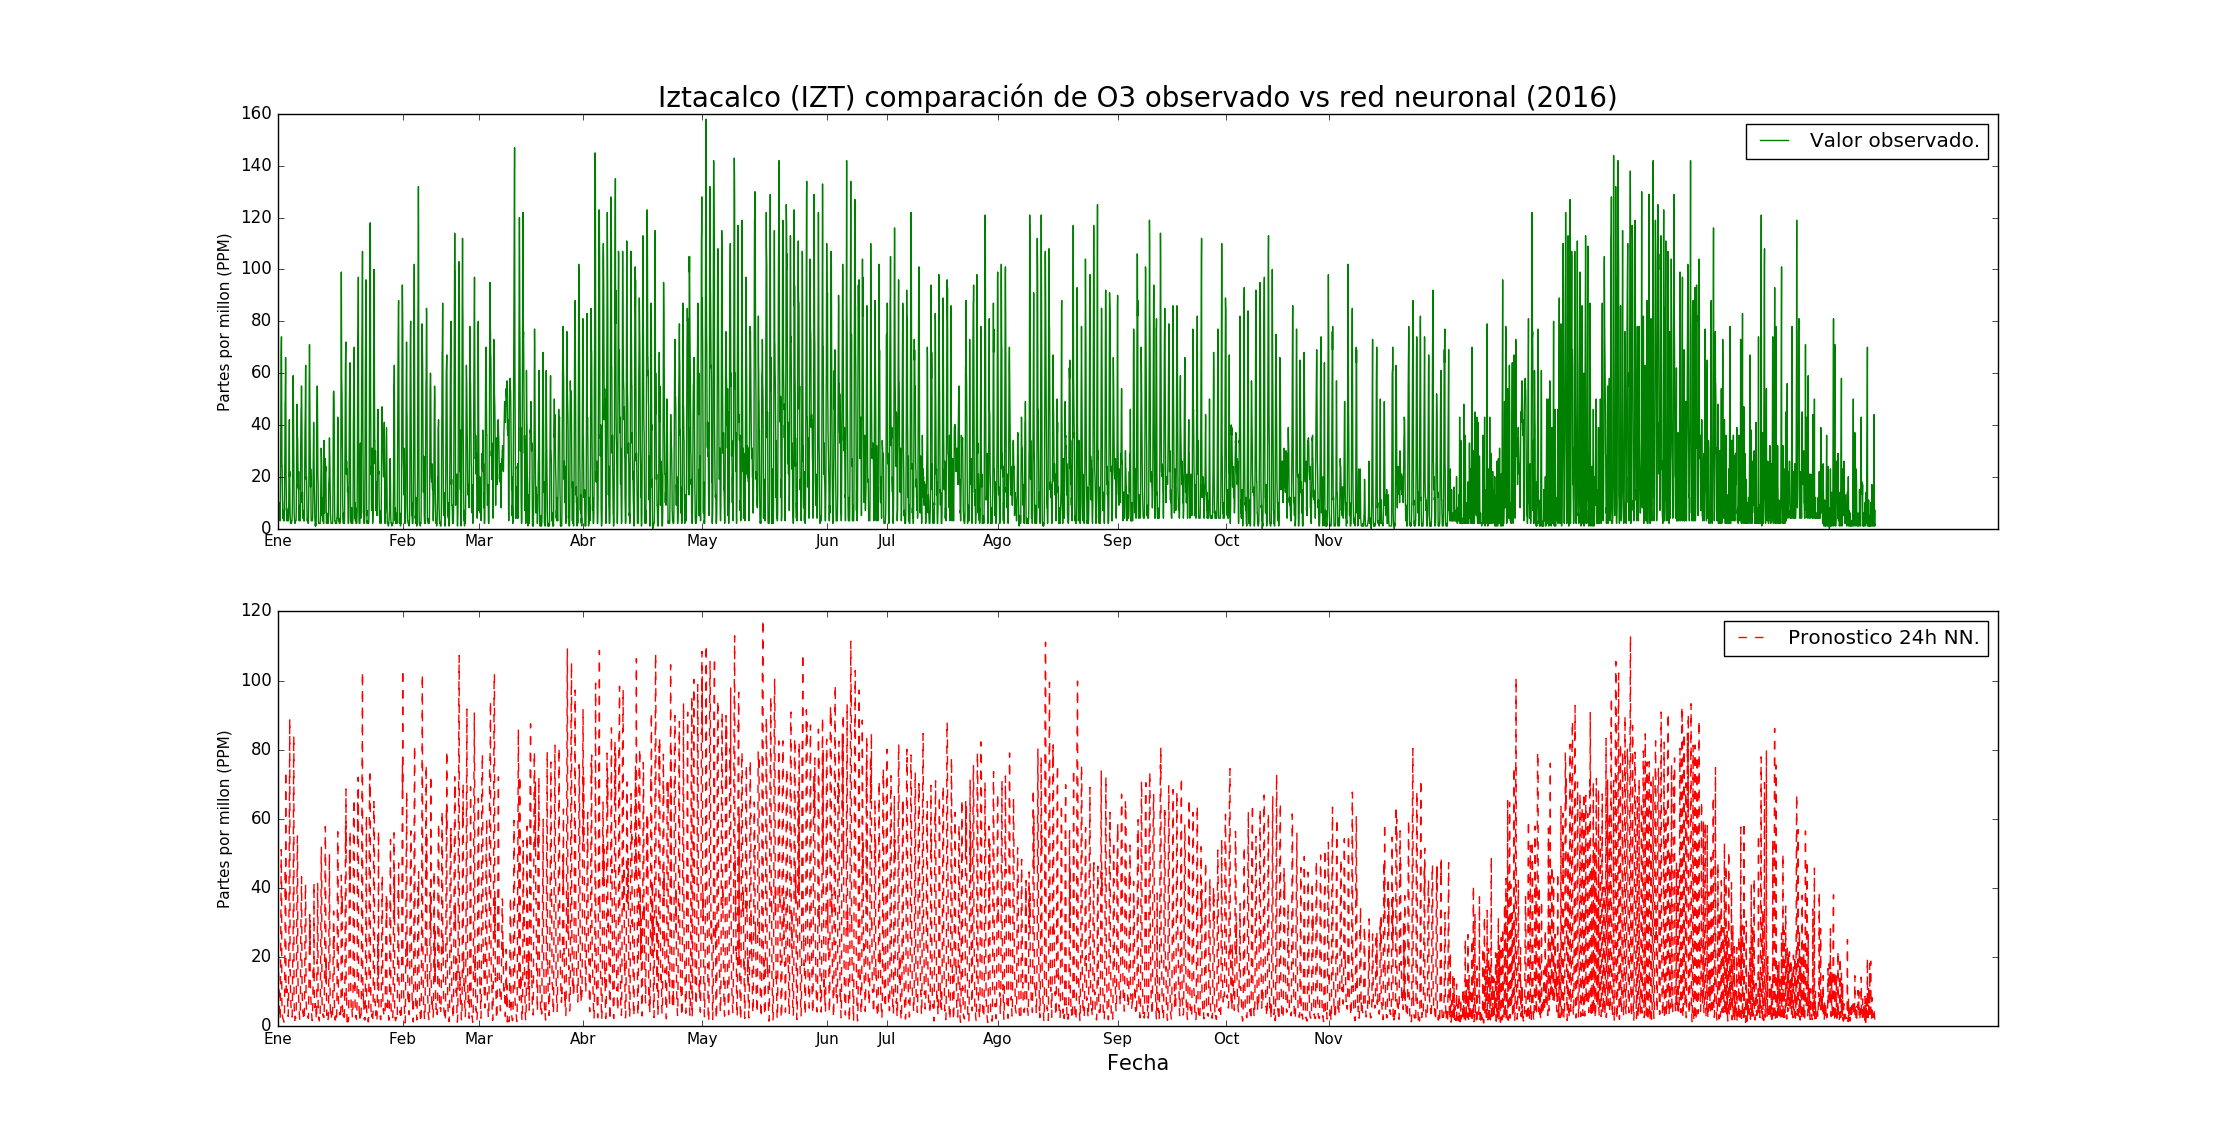 Iztacalco (IZT) comparación de O3 observado vs red neuronal (2016)
Partes por millon (PPM)
160
140
120
100
80
60
40
20
0
Valor observado.
Ene Feb Mar Abr May Jun Jul Ago Sep Oct Nov
Partes por millon (PPM)
120
100
80
60
40
20
0
Pronostico 24h NN.
Ene Feb Mar Abr May Jun Jul Ago Sep Oct Nov
Fecha